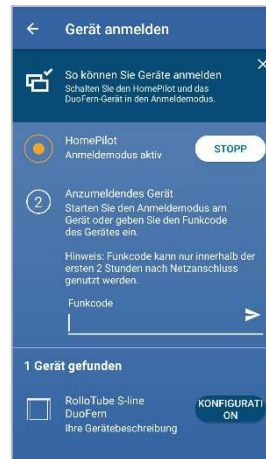 Gerät anmelden
So können Sie Geräte anmelden
Schalten Sie den HomePilot und das
DuoFern-Gerät in den Anmeldemodus.
HomePilot
Anmeldemodus aktiv
STOPP
2
Anzumeldendes Gerät
Starten Sie den Anmeldemodus am
Gerät oder geben Sie den Funkcode
des Gerätes ein.
Hinweis: Funkcode kann nur innerhalb der
ersten 2 Stunden nach Netzanschluss
genutzt werden.
Funkcode
1 Gerät gefunden
RolloTube S-line
DuoFern
Ihre Gerätebeschreibung
KONFIGURATI
ON